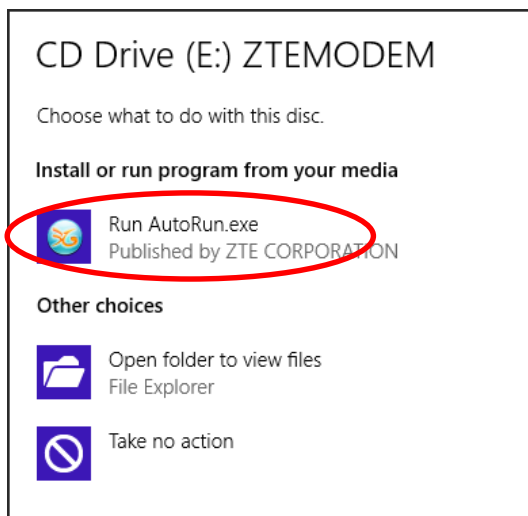 CD Drive (E:) ZTEMODEM
Choose what to do with this disc.
Install or run program from your media
Run AutoRun.exe
Published by ZTE CORPORATION
Other choices
Open folder to view files
File Explorer
Take no action